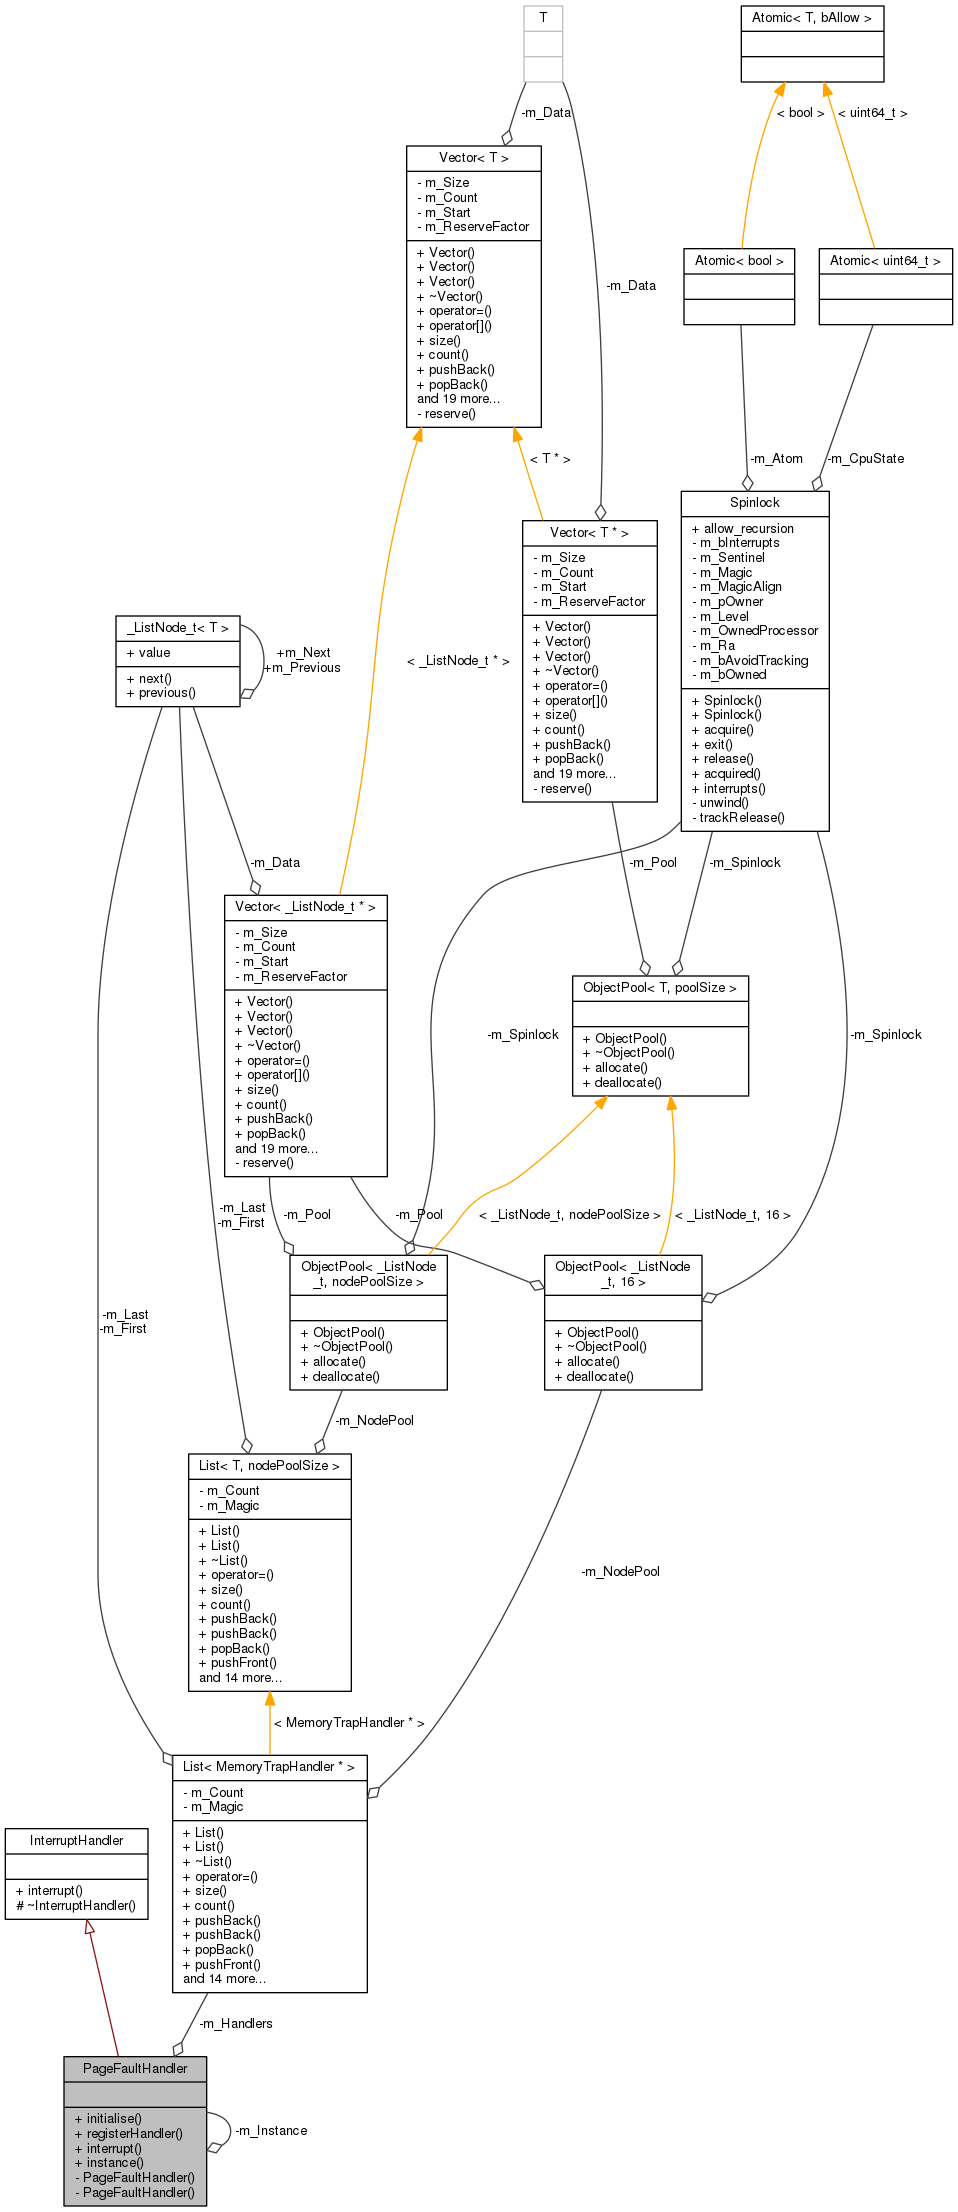 T
Atomic< T, bAllow >
-m_Data
< bool >
< uint64_t >
Vector< T >
- m_Size
- m_Count
- m_Start
- m_ReserveFactor
+ Vector()
+ Vector()
+ Vector()
+ ~Vector()
+ operator=()
+ operator[]()
+ size()
+ count()
+ pushBack()
+ popBack()
and 19 more...
- reserve()
-m_Data
Atomic< bool >
Atomic< uint64_t >
< T * >
-m_Atom
-m_CpuState
Vector< T * >
- m_Size
- m_Count
- m_Start
- m_ReserveFactor
+ Vector()
+ Vector()
+ Vector()
+ ~Vector()
+ operator=()
+ operator[]()
+ size()
+ count()
+ pushBack()
+ popBack()
and 19 more...
- reserve()
Spinlock
+ allow_recursion
- m_bInterrupts
- m_Sentinel
- m_Magic
- m_MagicAlign
- m_pOwner
- m_Level
- m_OwnedProcessor
- m_Ra
- m_bAvoidTracking
- m_bOwned
+ Spinlock()
+ Spinlock()
+ acquire()
+ exit()
+ release()
+ acquired()
+ interrupts()
- unwind()
- trackRelease()
_ListNode_t< T >
+ value
+ next()
+ previous()
+m_Next
+m_Previous
< _ListNode_t * >
-m_Data
-m_Pool
-m_Spinlock
Vector< _ListNode_t * >
- m_Size
- m_Count
- m_Start
- m_ReserveFactor
+ Vector()
+ Vector()
+ Vector()
+ ~Vector()
+ operator=()
+ operator[]()
+ size()
+ count()
+ pushBack()
+ popBack()
and 19 more...
- reserve()
ObjectPool< T, poolSize >
+ ObjectPool()
+ ~ObjectPool()
+ allocate()
+ deallocate()
-m_Spinlock
-m_Spinlock
-m_Last
-m_First
-m_Pool
-m_Pool
< _ListNode_t, nodePoolSize >
< _ListNode_t, 16 >
ObjectPool< _ListNode
_t, nodePoolSize >
+ ObjectPool()
+ ~ObjectPool()
+ allocate()
+ deallocate()
ObjectPool< _ListNode
_t, 16 >
+ ObjectPool()
+ ~ObjectPool()
+ allocate()
+ deallocate()
-m_Last
-m_First
-m_NodePool
List< T, nodePoolSize >
- m_Count
- m_Magic
+ List()
+ List()
+ ~List()
+ operator=()
+ size()
+ count()
+ pushBack()
+ pushBack()
+ popBack()
+ pushFront()
and 14 more...
-m_NodePool
< MemoryTrapHandler * >
List< MemoryTrapHandler * >
- m_Count
- m_Magic
+ List()
+ List()
+ ~List()
+ operator=()
+ size()
+ count()
+ pushBack()
+ pushBack()
+ popBack()
+ pushFront()
and 14 more...
InterruptHandler
+ interrupt()
# ~InterruptHandler()
-m_Handlers
PageFaultHandler
+ initialise()
+ registerHandler()
+ interrupt()
+ instance()
- PageFaultHandler()
- PageFaultHandler()
-m_Instance